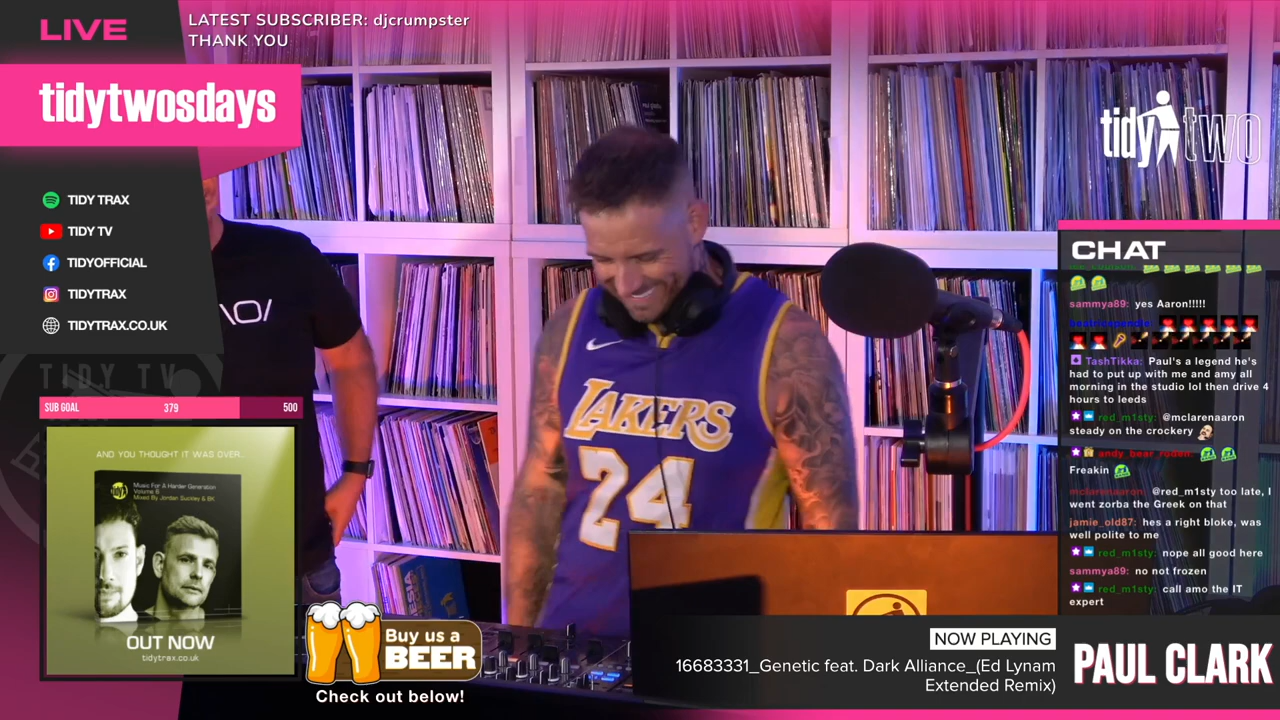 LIVE
LATEST SUBSCRIBER: djcrumpster
THANK YOU
tidytwosdays
TIDY TRAX
TIDY TV
TIDYOFFICIAL
TIDYTRAX
TIDYTRAX.CO.UK
TIDY TV
SUB GOAL 379 500
AND YOU THOUGHT IT WAS OVER...
Music For A Harder Generation
Volume 6
Mixed By Jordan Suckley & BK
OUT NOW
tidytrax.co.uk
\O/
LAKERS
24
Buy us a
BEER
Check out below!
tidy two
CHAT
sammya89: yes Aaron!!!!!
TashTikka: Paul's a legend he's
had to put up with me and amy all
morning in the studio lol then drive 4
hours to leeds
red_m1sty: @mclarenaaron
steady on the crockery
andy_bear_roden:
Freakin
mclarenaaron: @red_m1sty too late, I
went zorba the Greek on that
jamie_old87: hes a right bloke, was
well polite to me
red_m1sty: nope all good here
sammya89: no not frozen
red_m1sty: call amo the IT
expert
NOW PLAYING
16683331_Genetic feat. Dark Alliance_(Ed Lynam
Extended Remix)
PAUL CLARK